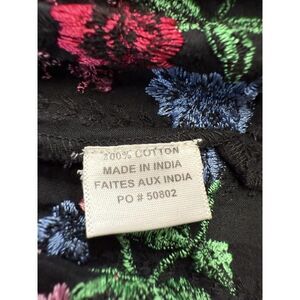 100% COTTON
MADE IN INDIA
FAITES AUX INDIA
PO # 50802